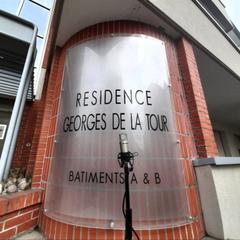 RESIDENCE
GEORGES DE LA TOUR
BATIMENTS A & B